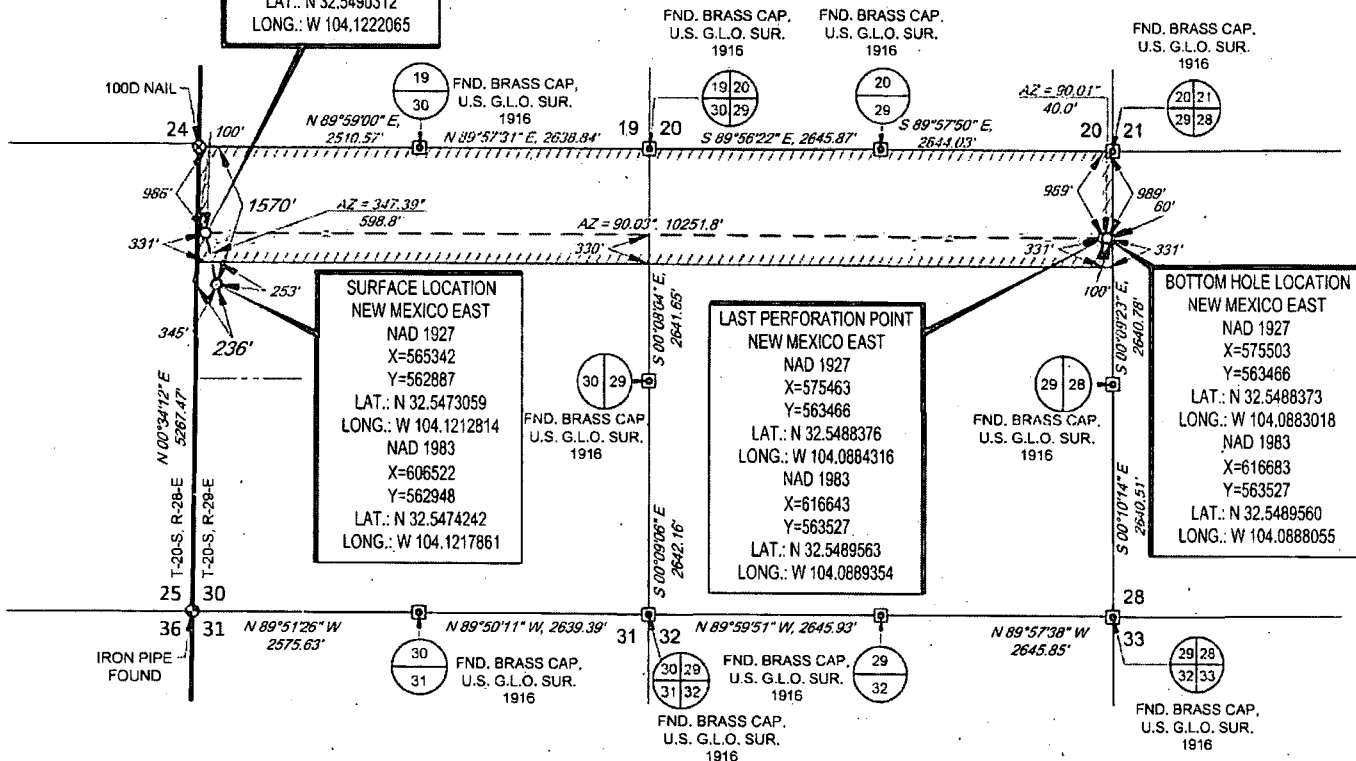 LAT.: N 32.5490312
LONG.: W 104.1222065
FND. BRASS CAP,
U.S. G.L.O. SUR.
1916
FND. BRASS CAP,
U.S. G.L.O. SUR.
1916
FND. BRASS CAP,
U.S. G.L.O. SUR.
1916
100D NAIL
19
30
FND. BRASS CAP,
U.S. G.L.O. SUR.
1916
19 20
30 29
20
29
AZ = 90.01°
40.0'
20 21
29 28
24
100'
N 89°59'00" E,
2510.57'
N 89°57'31" E, 2638.84'
19 20
S 89°56'22" E, 2645.87'
S 89°57'50" E,
2644.03'
20 21
986'
1570'
AZ = 347.39°
598.8'
AZ = 90.03°, 10251.8'
989'
989'
60'
331'
330'
331'
331'
253'
100'
345'
236'
SURFACE LOCATION
NEW MEXICO EAST
NAD 1927
X=565342
Y=562887
LAT.: N 32.5473059
LONG.: W 104.1212814
NAD 1983
X=606522
Y=562948
LAT.: N 32.5474242
LONG.: W 104.1217861
S 00°08'04" E,
2641.65'
LAST PERFORATION POINT
NEW MEXICO EAST
NAD 1927
X=575463
Y=563466
LAT.: N 32.5488376
LONG.: W 104.0884316
NAD 1983
X=616643
Y=563527
LAT.: N 32.5489563
LONG.: W 104.0889354
2640.78'
BOTTOM HOLE LOCATION
NEW MEXICO EAST
NAD 1927
X=575503
Y=563466
LAT.: N 32.5488373
LONG.: W 104.0883018
NAD 1983
X=616683
Y=563527
LAT.: N 32.5489560
LONG.: W 104.0888055
30 29
FND. BRASS CAP,
U.S. G.L.O. SUR.
1916
29 28
FND. BRASS CAP,
U.S. G.L.O. SUR.
1916
N 00°34'12" E
5267.47'
T-20-S, R-28-E
T-20-S, R-29-E
S 00°09'06" E
2642.16'
S 00°10'14" E
2640.51'
25 30
36 31
N 89°51'26" W
2575.63'
N 89°50'11" W, 2639.39'
31 32
N 89°59'51" W, 2645.93'
N 89°57'38" W
2645.85'
28
33
IRON PIPE
FOUND
30
31
FND. BRASS CAP,
U.S. G.L.O. SUR.
1916
30 29
31 32
FND. BRASS CAP,
U.S. G.L.O. SUR.
1916
FND. BRASS CAP,
U.S. G.L.O. SUR.
1916
29
32
29 28
32 33
FND. BRASS CAP,
U.S. G.L.O. SUR.
1916